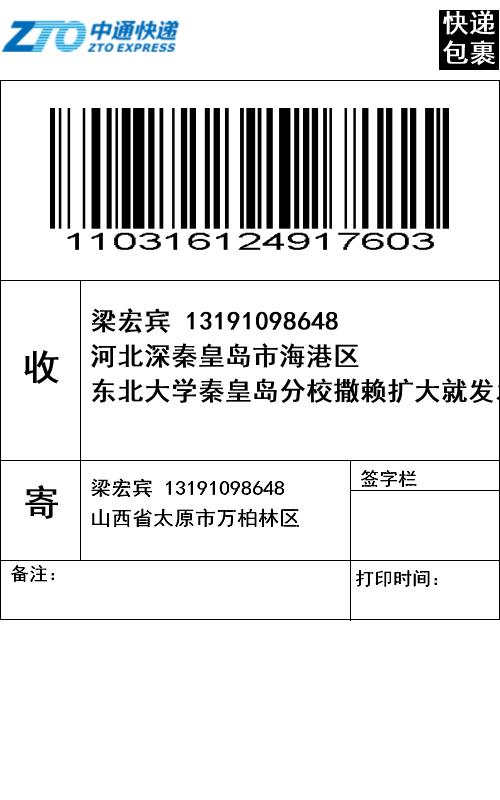 ZTO 中通快递
ZTO EXPRESS
快递
包裹
110316124917603
收
梁宏宾 13191098648
河北深秦皇岛市海港区
东北大学秦皇岛分校撒赖扩大就发
寄
梁宏宾 13191098648
山西省太原市万柏林区
签字栏
备注：
打印时间：